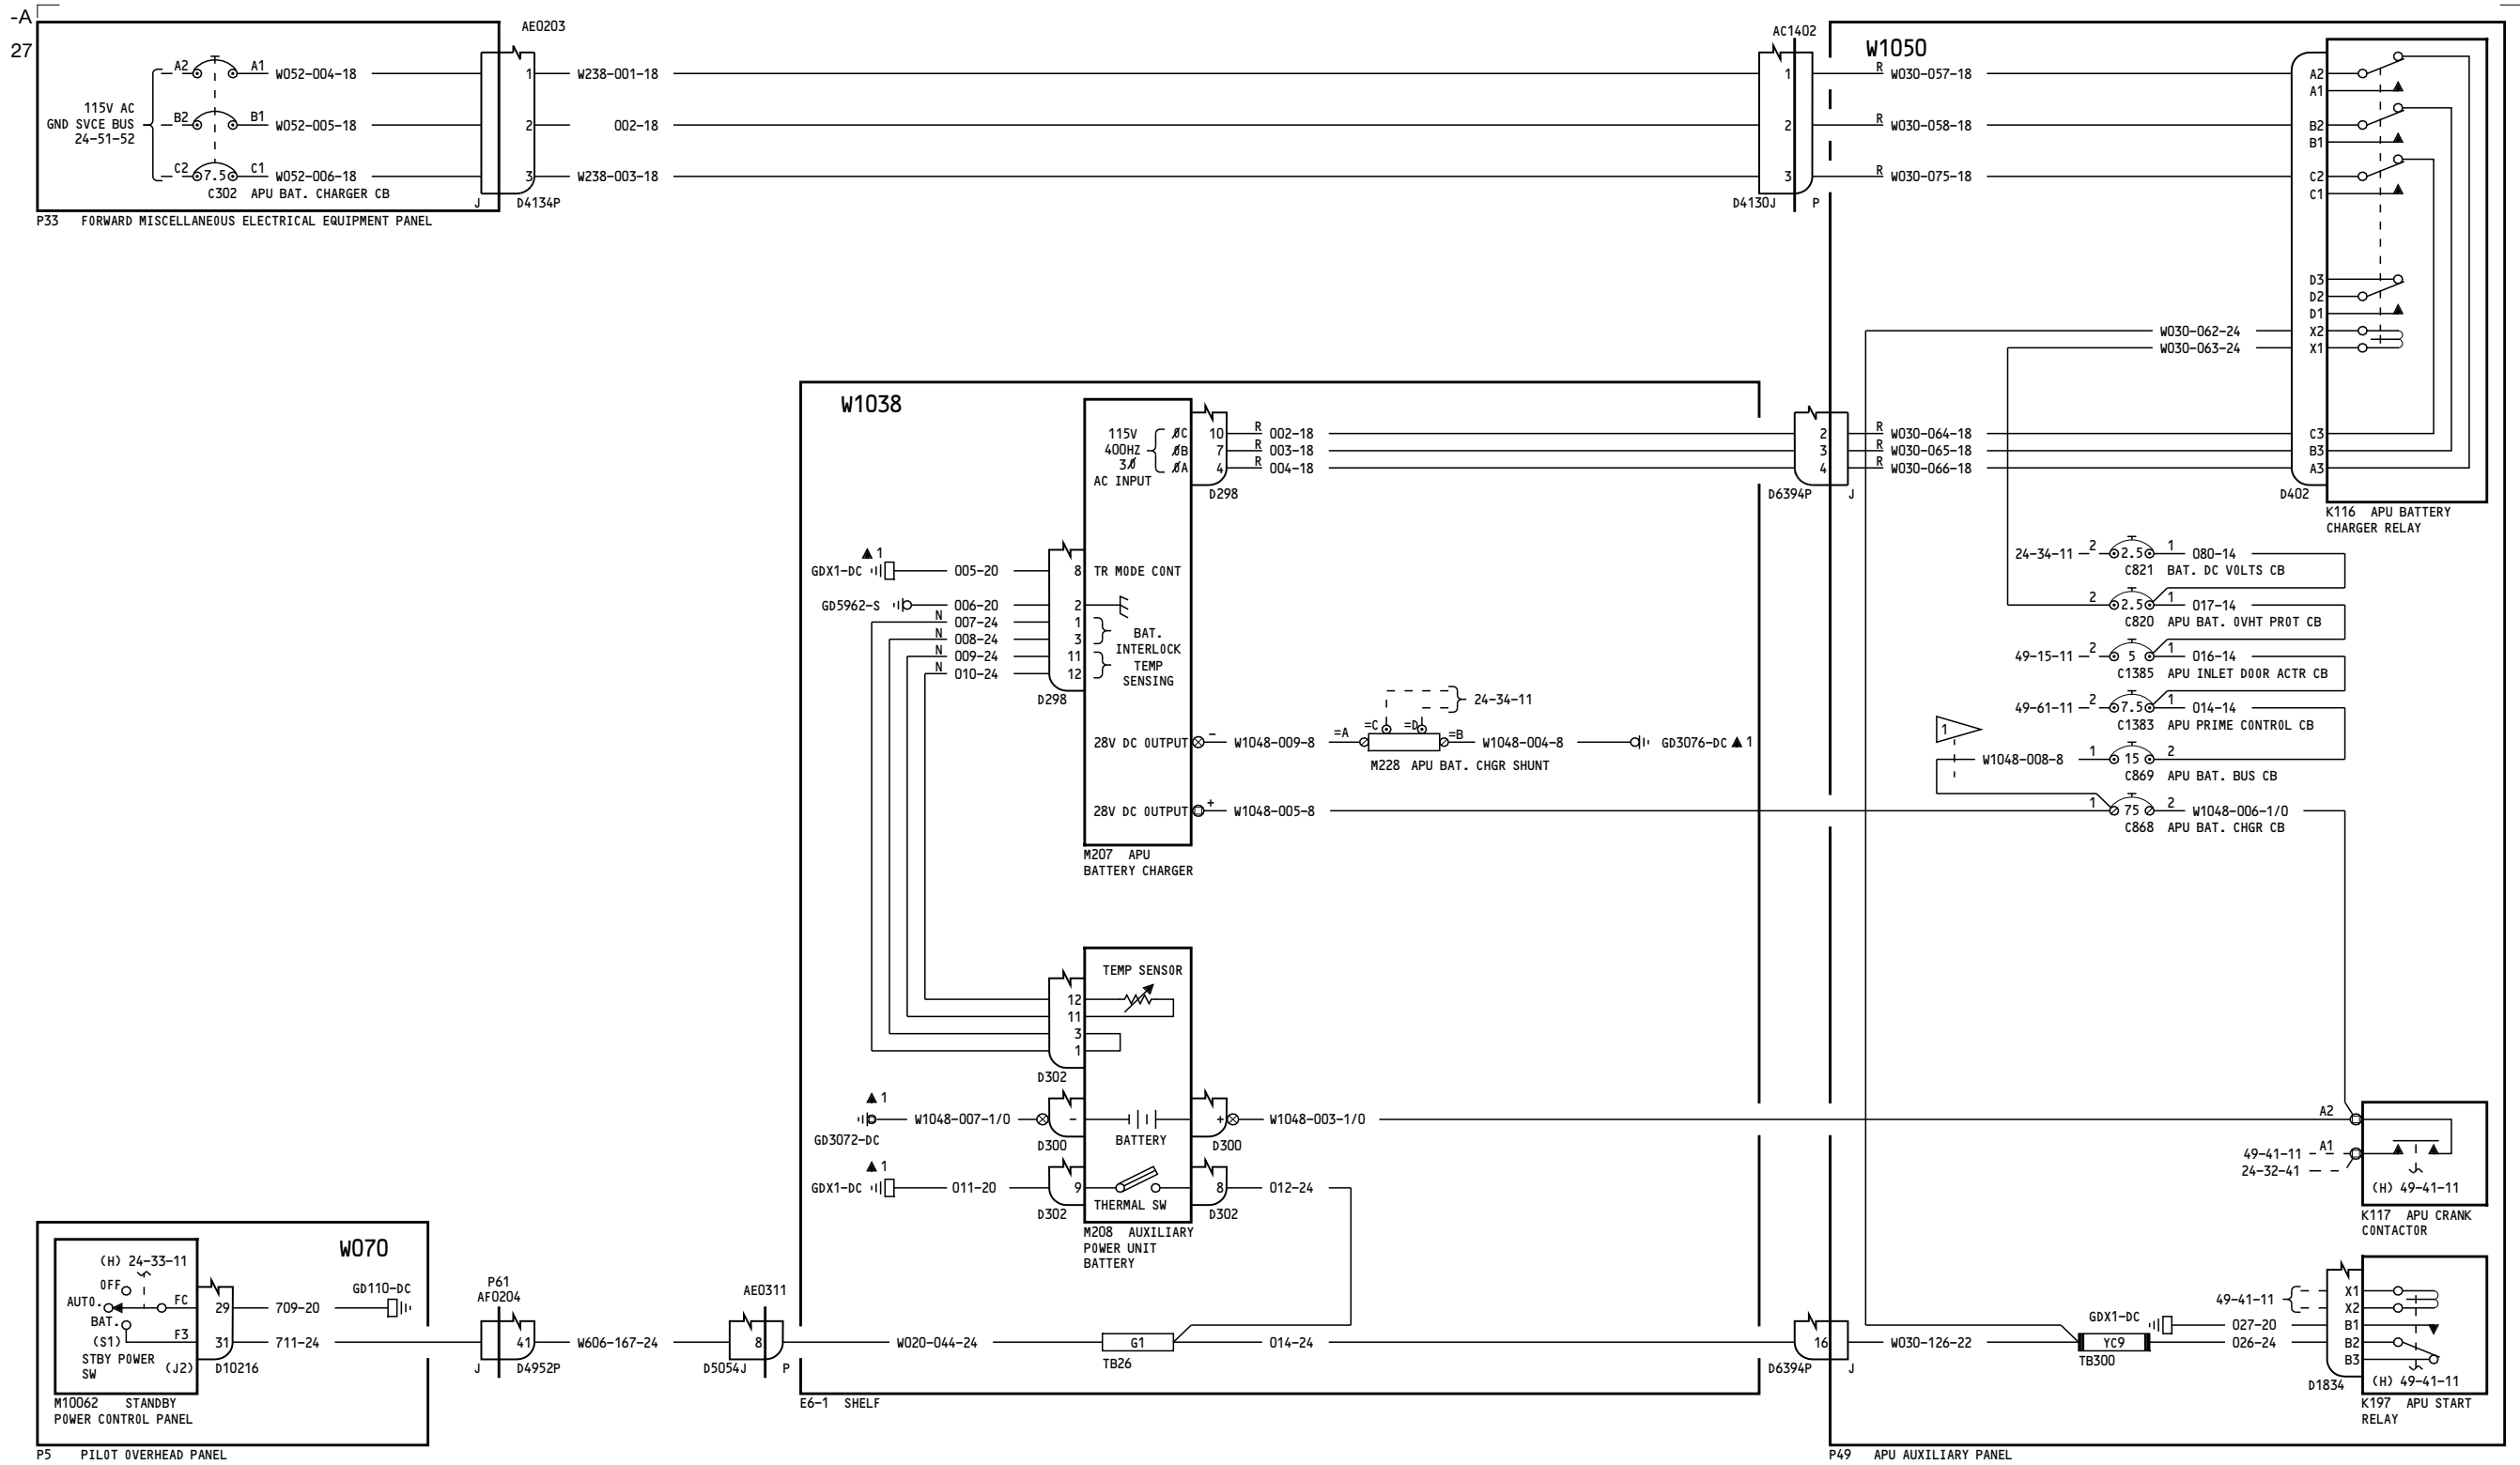 -A
27
AE0203
A2 A1 W052-004-18
1 W238-001-18
115V AC
GND SVCE BUS
24-51-52
B2 B1 W052-005-18
2 002-18
C2 7.5 C1 W052-006-18
3 W238-003-18
C302 APU BAT. CHARGER CB
J D4134P
P33 FORWARD MISCELLANEOUS ELECTRICAL EQUIPMENT PANEL
AC1402
W1050
1 R W030-057-18
2 R W030-058-18
3 R W030-075-18
D4130J P
A2
A1
B2
B1
C2
C1
D3
D2
D1
W030-062-24 X2
W030-063-24 X1
C3
B3
A3
D402
K116 APU BATTERY
CHARGER RELAY
W1038
115V
400HZ
3Ø
AC INPUT
ØC 10 R 002-18
ØB 7 R 003-18
ØA 4 R 004-18
D298
2 R W030-064-18
3 R W030-065-18
4 R W030-066-18
D6394P J
▲ 1
GDX1-DC 005-20 8 TR MODE CONT
GD5962-S 006-20 2
N 007-24 1
N 008-24 3
N 009-24 11
N 010-24 12
BAT.
INTERLOCK
TEMP
SENSING
D298
24-34-11
28V DC OUTPUT - W1048-009-8 =A =C =D =B W1048-004-8 GD3076-DC ▲ 1
M228 APU BAT. CHGR SHUNT
28V DC OUTPUT + W1048-005-8
M207 APU
BATTERY CHARGER
24-34-11 2 2.5 1 080-14
C821 BAT. DC VOLTS CB
2 2.5 1 017-14
C820 APU BAT. OVHT PROT CB
49-15-11 2 5 1 016-14
C1385 APU INLET DOOR ACTR CB
49-61-11 2 7.5 1 014-14
C1383 APU PRIME CONTROL CB
1
W1048-008-8 1 15 2
C869 APU BAT. BUS CB
1 75 2 W1048-006-1/0
C868 APU BAT. CHGR CB
TEMP SENSOR
12
11
3
1
D302
▲ 1
GD3072-DC W1048-007-1/0 - + W1048-003-1/0
D300 BATTERY D300
▲ 1
GDX1-DC 011-20 9 8 012-24
D302 THERMAL SW D302
M208 AUXILIARY
POWER UNIT
BATTERY
A2
49-41-11 A1
24-32-41
(H) 49-41-11
K117 APU CRANK
CONTACTOR
W070
(H) 24-33-11
OFF
AUTO. FC 29 709-20 GD110-DC
BAT.
(S1) F3 31 711-24
STBY POWER
SW
(J2) D10216
M10062 STANDBY
POWER CONTROL PANEL
P5 PILOT OVERHEAD PANEL
P61
AF0204
41 W606-167-24
J D4952P
AE0311
8 W020-044-24
D5054J P
G1 014-24
TB26
E6-1 SHELF
16 W030-126-22
D6394P J
YC9
TB300
49-41-11 X1
X2
GDX1-DC 027-20 B1
026-24 B2
B3
D1834 (H) 49-41-11
K197 APU START
RELAY
P49 APU AUXILIARY PANEL